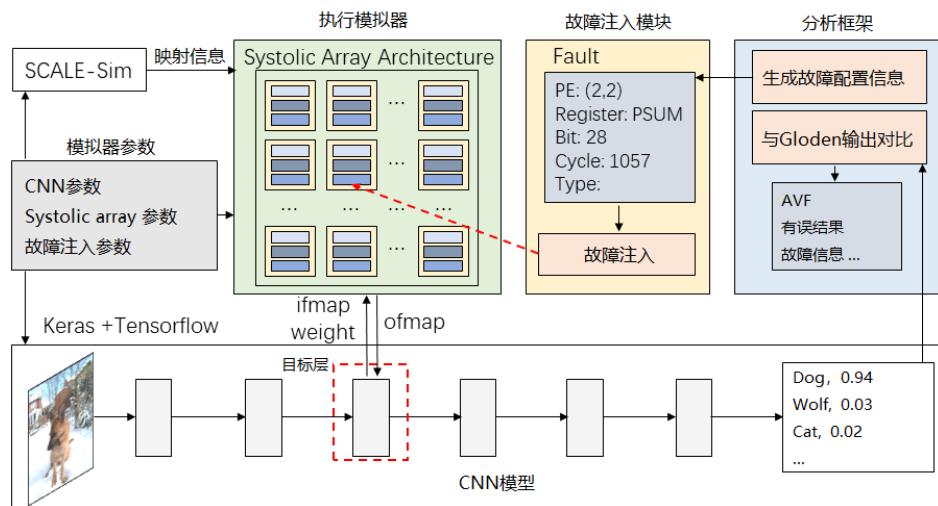 执行模拟器
故障注入模块
分析框架
SCALE-Sim
映射信息
Systolic Array Architecture
...
...
...
... ... ... ...
Fault
PE: (2,2)
Register: PSUM
Bit: 28
Cycle: 1057
Type:
故障注入
生成故障配置信息
与Gloden输出对比
AVF
有误结果
故障信息 ...
模拟器参数
CNN参数
Systolic array 参数
故障注入参数
Keras +Tensorflow
ifmap
weight
ofmap
目标层
Dog, 0.94
Wolf, 0.03
Cat, 0.02
...
CNN模型